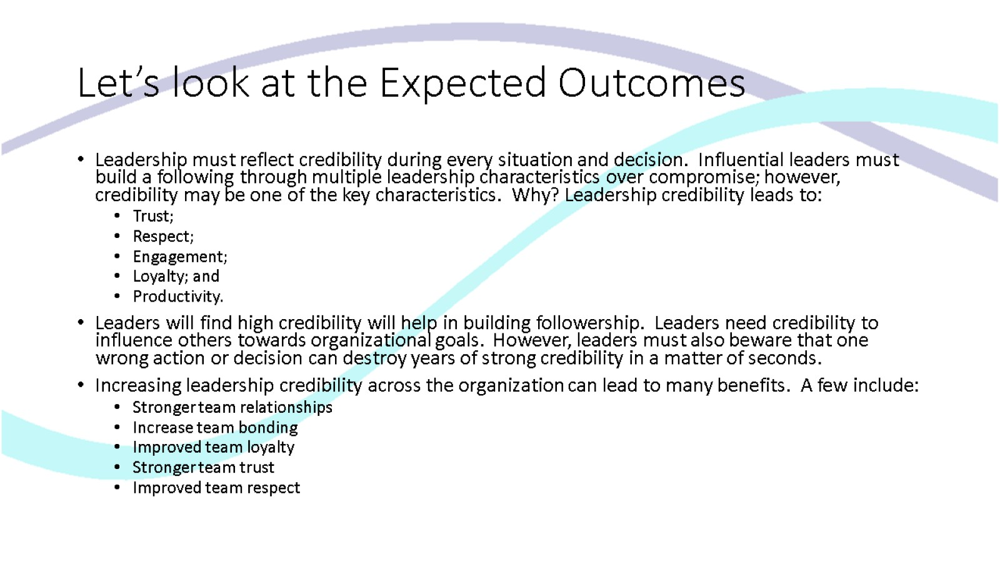 Let’s look at the Expected Outcomes
• Leadership must reflect credibility during every situation and decision.  Influential leaders must
build a following through multiple leadership characteristics over compromise; however,
credibility may be one of the key characteristics.  Why? Leadership credibility leads to:
• Trust;
• Respect;
• Engagement;
• Loyalty; and
• Productivity.
• Leaders will find high credibility will help in building followership.  Leaders need credibility to
influence others towards organizational goals.  However, leaders must also beware that one
wrong action or decision can destroy years of strong credibility in a matter of seconds.
• Increasing leadership credibility across the organization can lead to many benefits.  A few include:
• Stronger team relationships
• Increase team bonding
• Improved team loyalty
• Stronger team trust
• Improved team respect